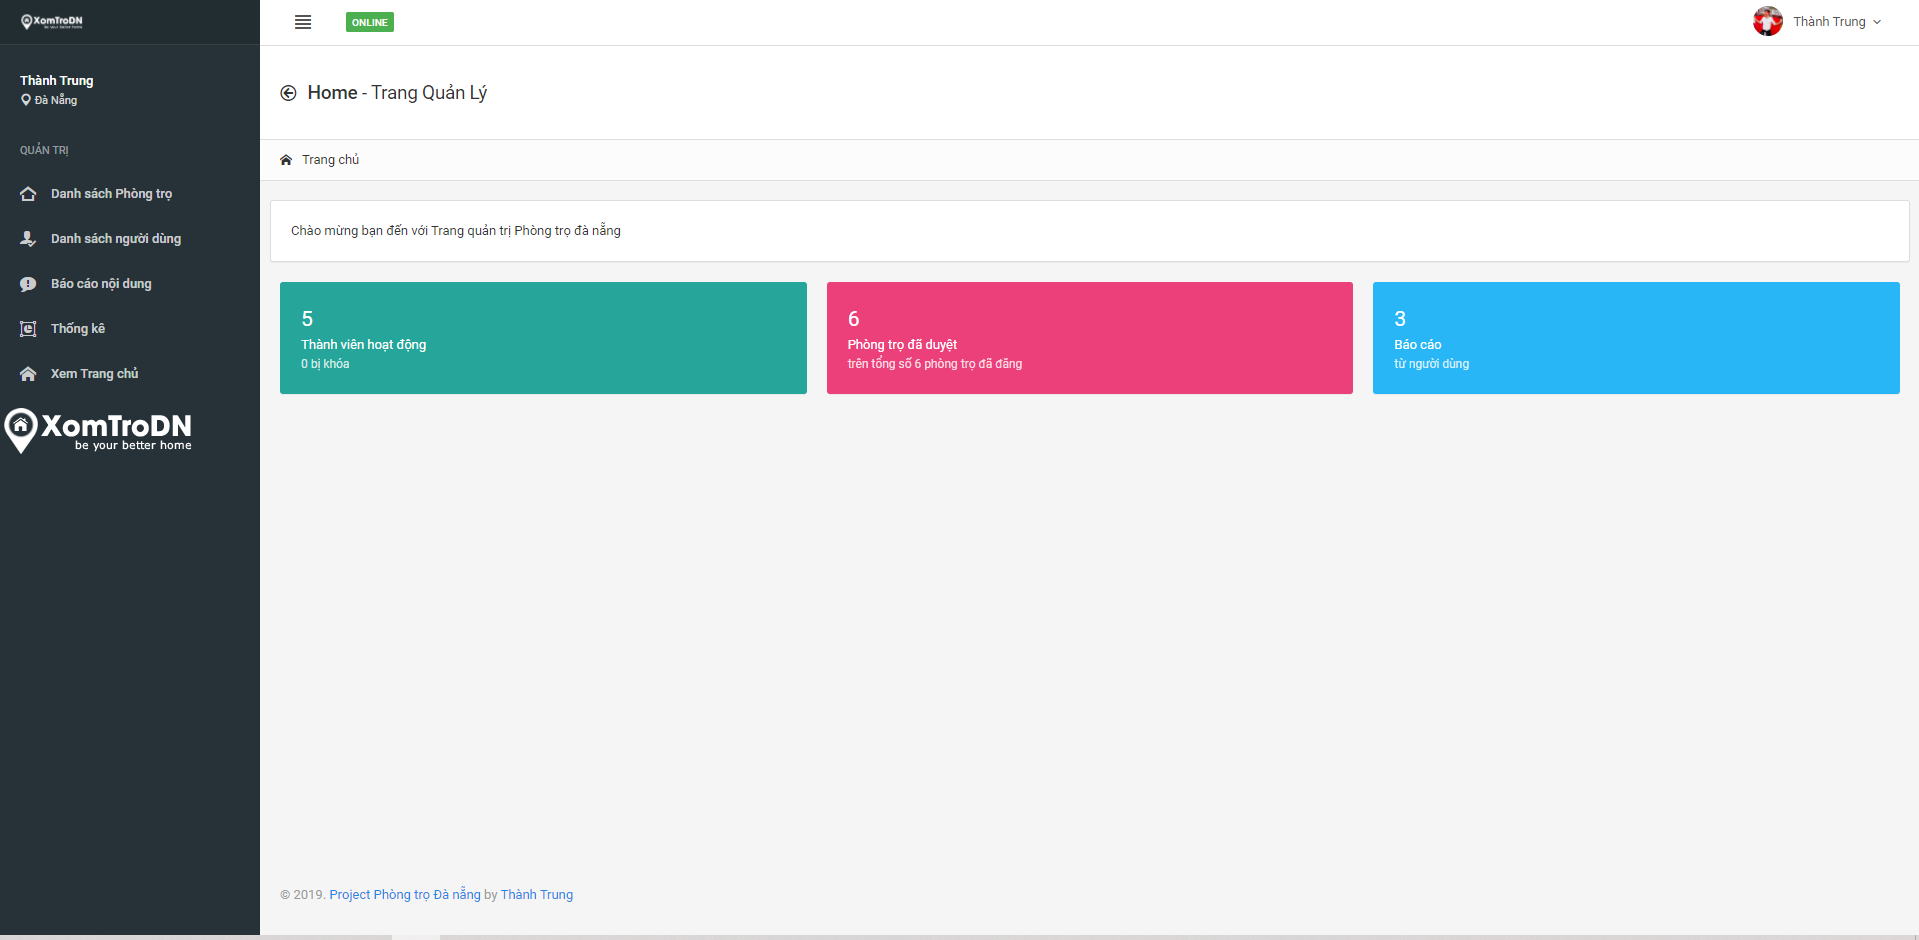 XomTroDN
be your better home
ONLINE
Thành Trung
Thành Trung
Đà Nẵng
QUẢN TRỊ
Danh sách Phòng trọ
Danh sách người dùng
Báo cáo nội dung
Thống kê
Xem Trang chủ
XomTroDN
be your better home
Home - Trang Quản Lý
Trang chủ
Chào mừng bạn đến với Trang quản trị Phòng trọ đà nẵng
5
Thành viên hoạt động
0 bị khóa
6
Phòng trọ đã duyệt
trên tổng số 6 phòng trọ đã đăng
3
Báo cáo
từ người dùng
© 2019. Project Phòng trọ Đà nẵng by Thành Trung